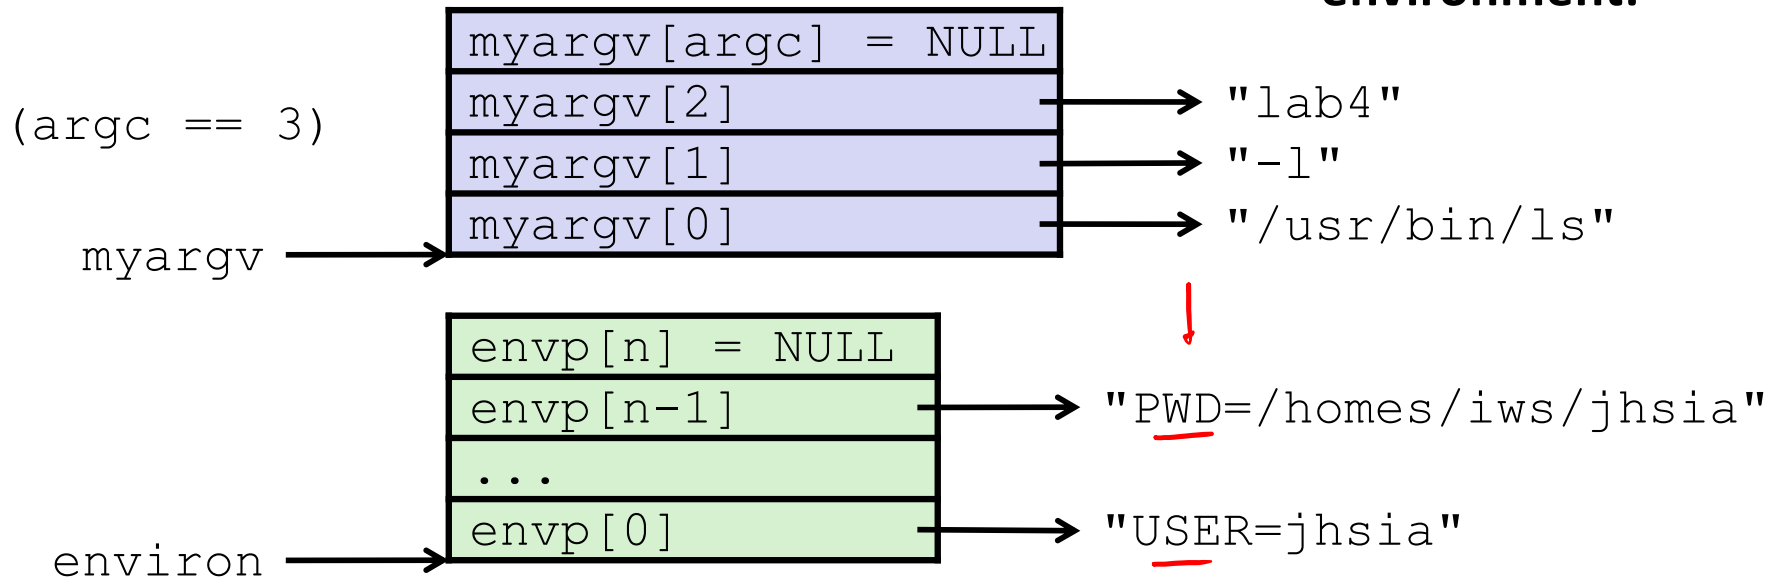 environment:
myargv[argc] = NULL
myargv[2] "lab4"
(argc == 3)
myargv[1] "-l"
myargv[0] "/usr/bin/ls"
myargv
envp[n] = NULL
envp[n-1] "PWD=/homes/iws/jhsia"
...
envp[0] "USER=jhsia"
environ